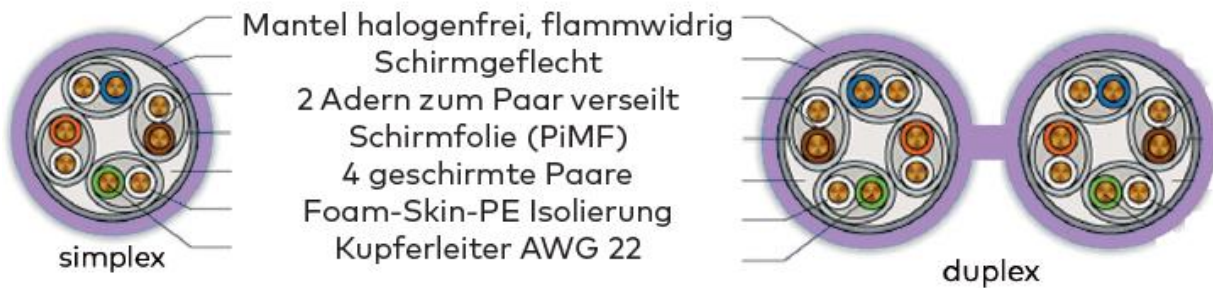 Mantel halogenfrei, flammwidrig
Schirmgeflecht
2 Adern zum Paar verseilt
Schirmfolie (PiMF)
4 geschirmte Paare
Foam-Skin-PE Isolierung
Kupferleiter AWG 22
simplex
duplex